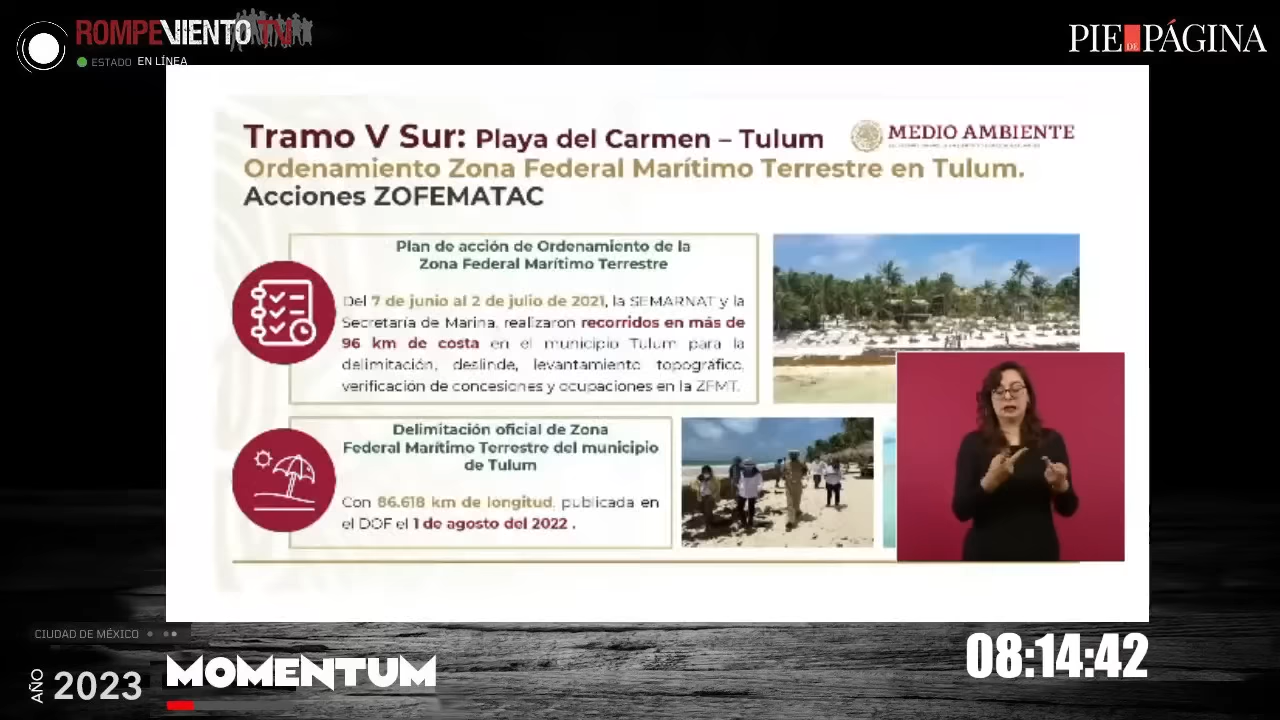 ROMPEVIENTO TV
ESTADO EN LÍNEA
PIE DE PÁGINA
Tramo V Sur: Playa del Carmen – Tulum
MEDIO AMBIENTE
Ordenamiento Zona Federal Marítimo Terrestre en Tulum.
Acciones ZOFEMATAC
Plan de acción de Ordenamiento de la
Zona Federal Marítimo Terrestre
Del 7 de junio al 2 de julio de 2021, la SEMARNAT y la
Secretaría de Marina, realizaron recorridos en más de
96 km de costa en el municipio Tulum para la
delimitación, deslinde, levantamiento topográfico,
verificación de concesiones y ocupaciones en la ZFMT.
Delimitación oficial de Zona
Federal Marítimo Terrestre del municipio
de Tulum
Con 86.618 km de longitud, publicada en
el DOF el 1 de agosto del 2022 .
CIUDAD DE MÉXICO
AÑO 2023
MOMENTUM
08:14:42